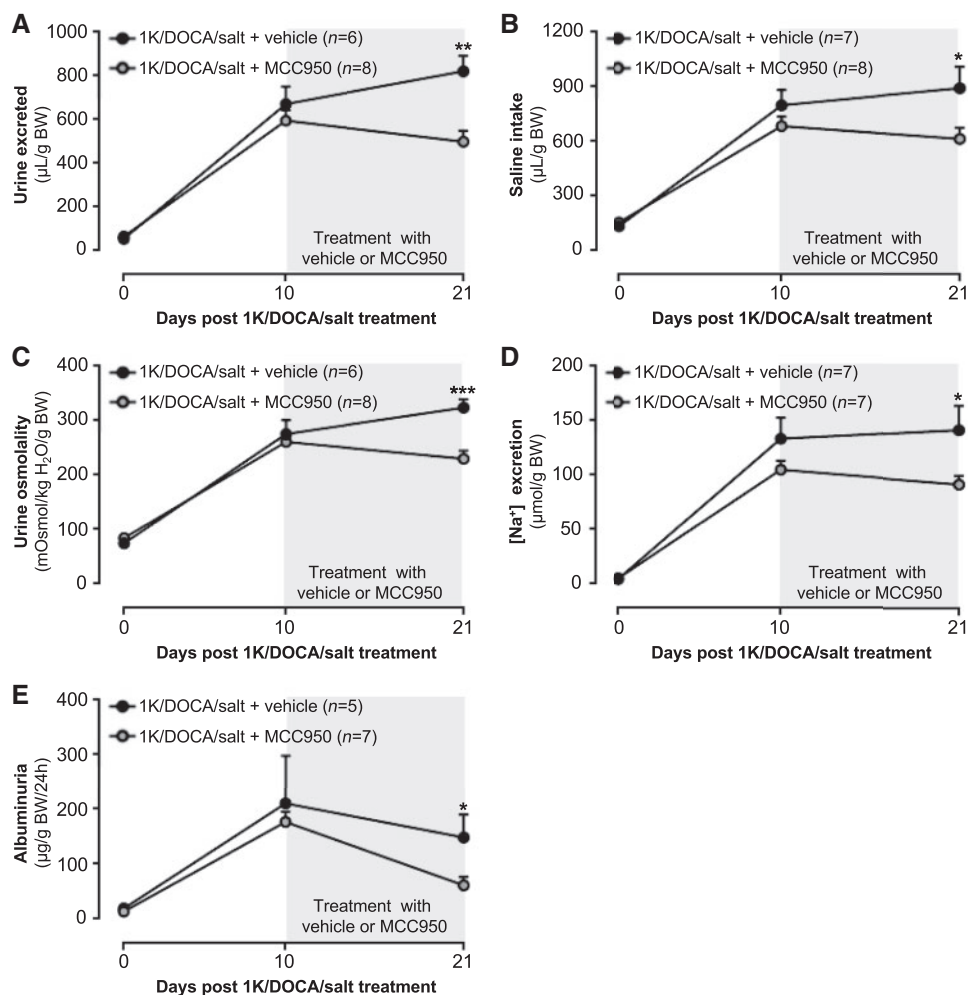 A
1K/DOCA/salt + vehicle (n=6)
1K/DOCA/salt + MCC950 (n=8)
**
Urine excreted
(µL/g BW)
1000
800
600
400
200
0
Treatment with
vehicle or MCC950
0 10 21
Days post 1K/DOCA/salt treatment
B
1K/DOCA/salt + vehicle (n=7)
1K/DOCA/salt + MCC950 (n=8)
*
Saline intake
(µL/g BW)
1200
900
600
300
0
Treatment with
vehicle or MCC950
0 10 21
Days post 1K/DOCA/salt treatment
C
1K/DOCA/salt + vehicle (n=6)
1K/DOCA/salt + MCC950 (n=8)
***
Urine osmolality
(mOsmol/kg H₂O/g BW)
400
300
200
100
0
Treatment with
vehicle or MCC950
0 10 21
Days post 1K/DOCA/salt treatment
D
1K/DOCA/salt + vehicle (n=7)
1K/DOCA/salt + MCC950 (n=7)
*
[Na⁺] excretion
(µmol/g BW)
200
150
100
50
0
Treatment with
vehicle or MCC950
0 10 21
Days post 1K/DOCA/salt treatment
E
1K/DOCA/salt + vehicle (n=5)
1K/DOCA/salt + MCC950 (n=7)
*
Albuminuria
(µg/g BW/24h)
400
300
200
100
0
Treatment with
vehicle or MCC950
0 10 21
Days post 1K/DOCA/salt treatment